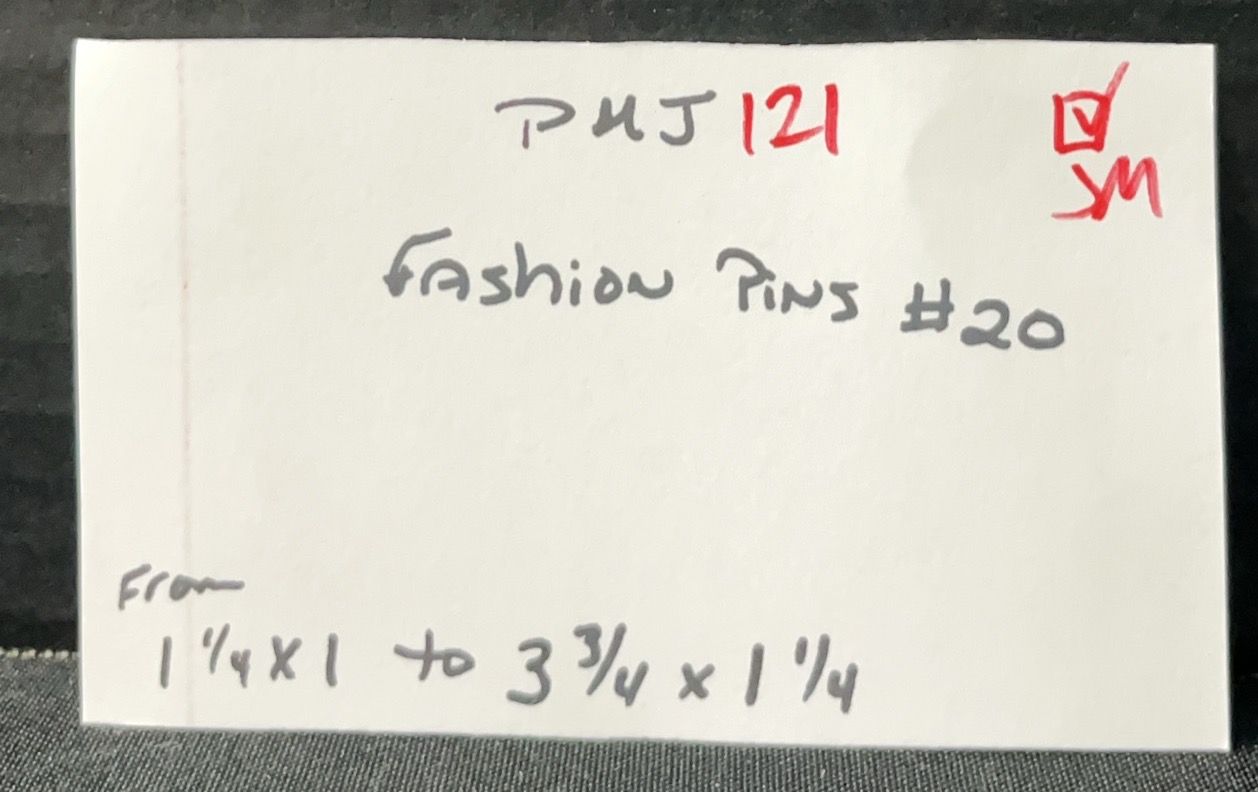 PMJ 121
☑
JM
Fashion Pins #20
From
1 1/4 x 1 to 3 3/4 x 1 1/4